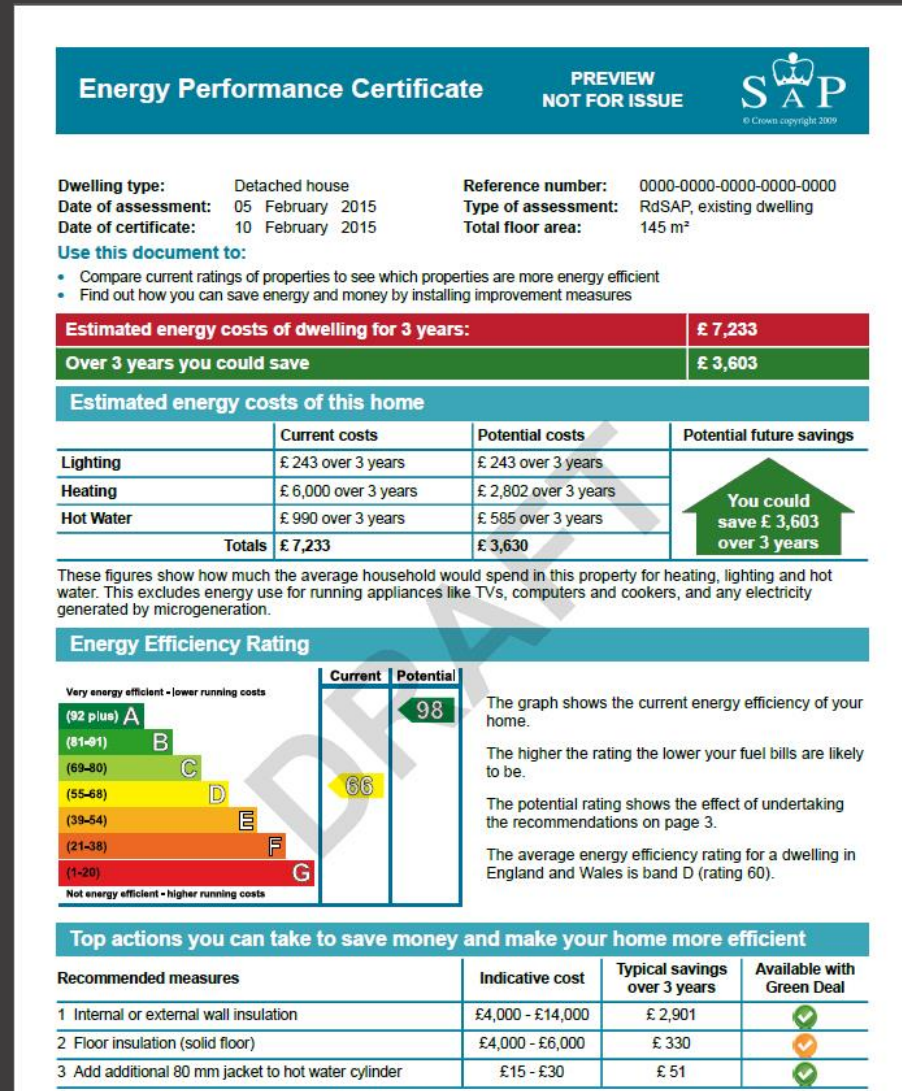 Energy Performance Certificate
PREVIEW
NOT FOR ISSUE
SAP
© Crown copyright 2009
Dwelling type: Detached house
Date of assessment: 05 February 2015
Date of certificate: 10 February 2015
Reference number: 0000-0000-0000-0000-0000
Type of assessment: RdSAP, existing dwelling
Total floor area: 145 m²
Use this document to:
• Compare current ratings of properties to see which properties are more energy efficient
• Find out how you can save energy and money by installing improvement measures
Estimated energy costs of dwelling for 3 years: £ 7,233
Over 3 years you could save £ 3,603
Estimated energy costs of this home
Current costs Potential costs Potential future savings
Lighting £ 243 over 3 years £ 243 over 3 years
Heating £ 6,000 over 3 years £ 2,802 over 3 years
Hot Water £ 990 over 3 years £ 585 over 3 years
Totals £ 7,233 £ 3,630
You could
save £ 3,603
over 3 years
These figures show how much the average household would spend in this property for heating, lighting and hot
water. This excludes energy use for running appliances like TVs, computers and cookers, and any electricity
generated by microgeneration.
DRAFT
Energy Efficiency Rating
Current Potential
Very energy efficient - lower running costs
(92 plus) A
(81-91) B
(69-80) C
(55-68) D
(39-54) E
(21-38) F
(1-20) G
Not energy efficient - higher running costs
66
98
The graph shows the current energy efficiency of your
home.
The higher the rating the lower your fuel bills are likely
to be.
The potential rating shows the effect of undertaking
the recommendations on page 3.
The average energy efficiency rating for a dwelling in
England and Wales is band D (rating 60).
Top actions you can take to save money and make your home more efficient
Recommended measures Indicative cost Typical savings over 3 years Available with Green Deal
1 Internal or external wall insulation £4,000 - £14,000 £ 2,901
2 Floor insulation (solid floor) £4,000 - £6,000 £ 330
3 Add additional 80 mm jacket to hot water cylinder £15 - £30 £ 51